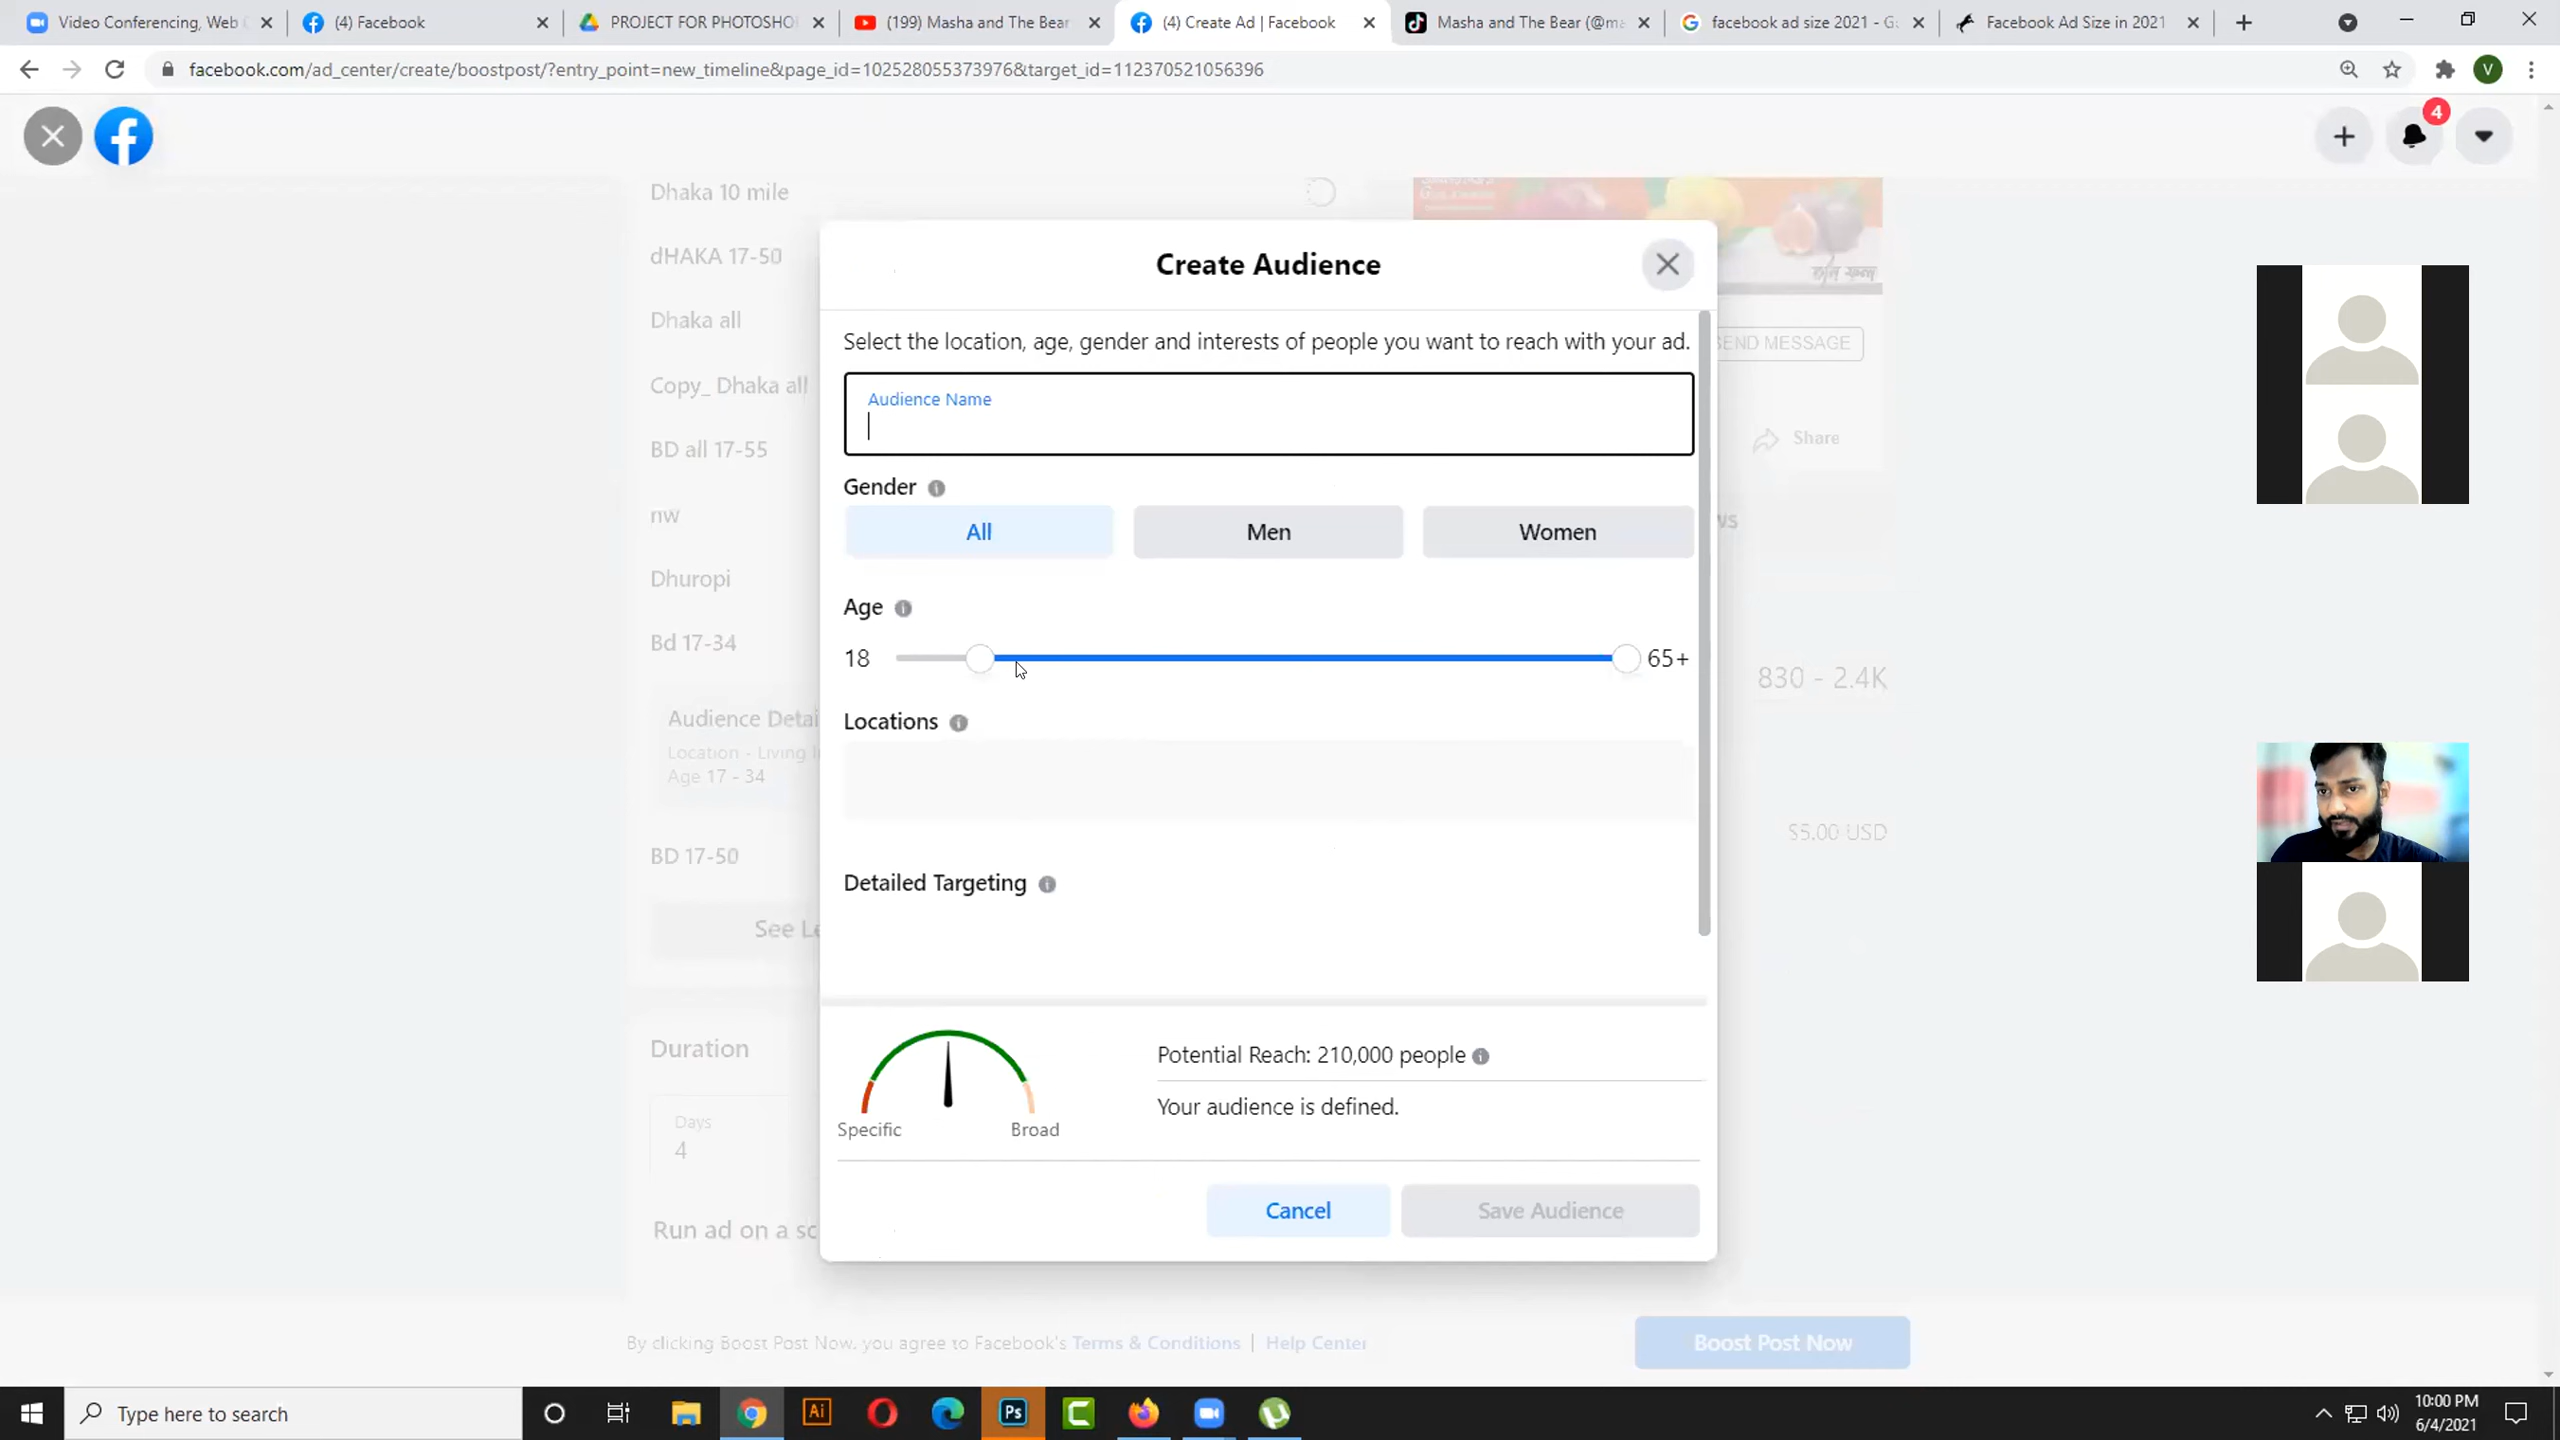 Video Conferencing, Web C
(4) Facebook
PROJECT FOR PHOTOSHO
(199) Masha and The Bear
(4) Create Ad | Facebook
Masha and The Bear (@ma
facebook ad size 2021 - Go
Facebook Ad Size in 2021
facebook.com/ad_center/create/boostpost/?entry_point=new_timeline&page_id=102528055373976&target_id=112370521056396
V
4
Dhaka 10 mile
dHAKA 17-50
Dhaka all
Copy_ Dhaka all
BD all 17-55
nw
Dhuropi
Bd 17-34
Audience Detai
Location - Living I
Age 17 - 34
BD 17-50
See Le
Duration
Days
4
Run ad on a sc
Create Audience
Select the location, age, gender and interests of people you want to reach with your ad.
Audience Name
Gender
All
Men
Women
Age
18
65+
Locations
Detailed Targeting
Specific
Broad
Potential Reach: 210,000 people
Your audience is defined.
Cancel
Save Audience
SEND MESSAGE
Share
ws
830 - 2.4K
$5.00 USD
By clicking Boost Post Now, you agree to Facebook's Terms & Conditions | Help Center
Boost Post Now
Type here to search
Ai
Ps
10:00 PM
6/4/2021